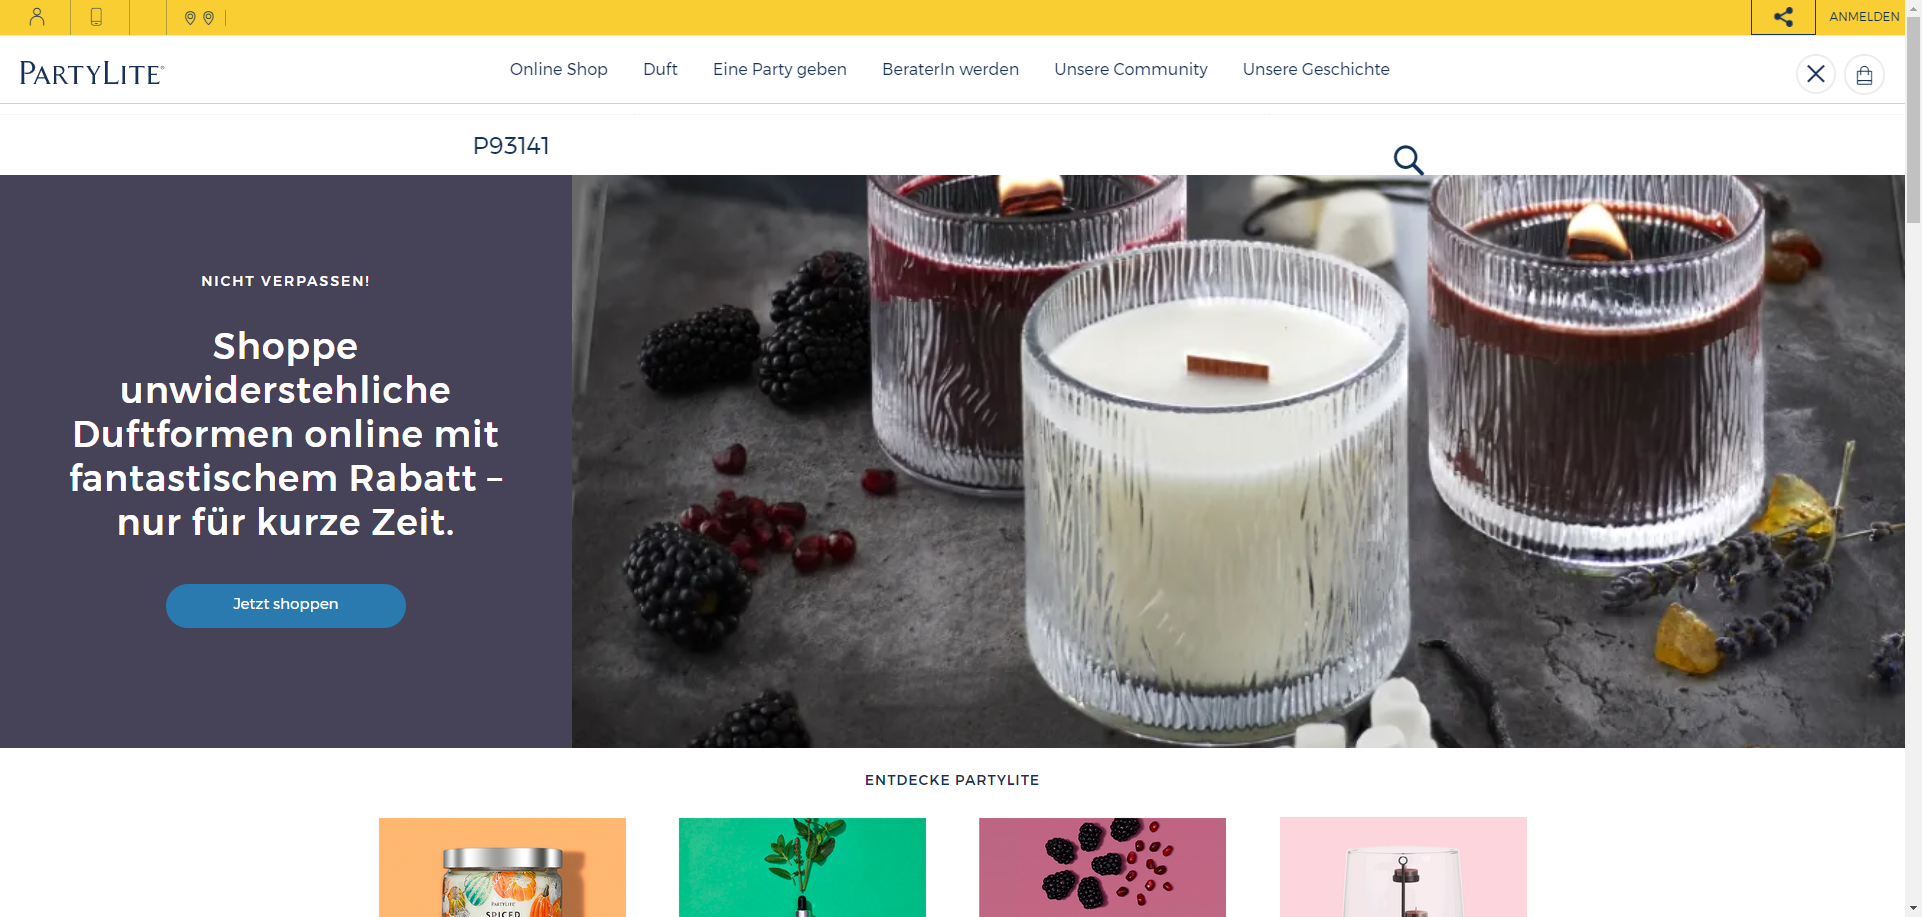 ANMELDEN
PARTYLITE®
Online Shop
Duft
Eine Party geben
BeraterIn werden
Unsere Community
Unsere Geschichte
P93141
NICHT VERPASSEN!
Shoppe
unwiderstehliche
Duftformen online mit
fantastischem Rabatt –
nur für kurze Zeit.
Jetzt shoppen
ENTDECKE PARTYLITE
PARTYLITE
SPICED